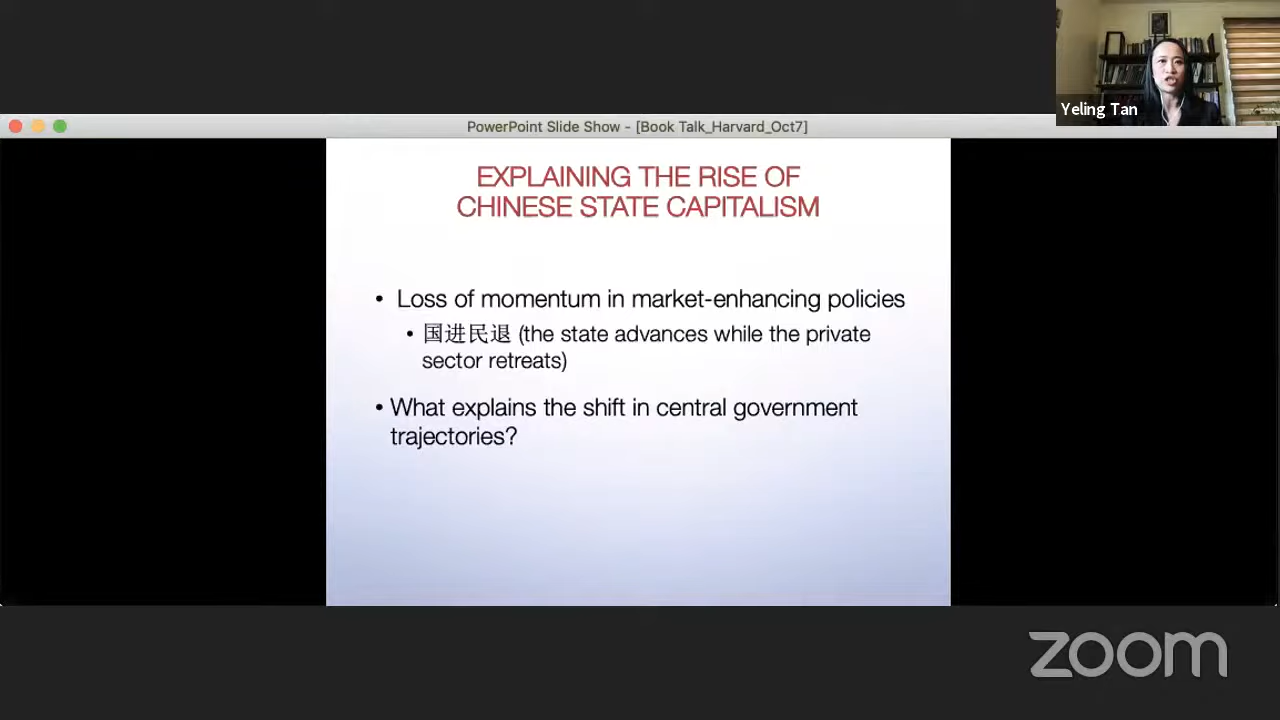 Yeling Tan
PowerPoint Slide Show - [Book Talk_Harvard_Oct7]
EXPLAINING THE RISE OF
CHINESE STATE CAPITALISM
• Loss of momentum in market-enhancing policies
• 国进民退 (the state advances while the private
sector retreats)
• What explains the shift in central government
trajectories?
zoom